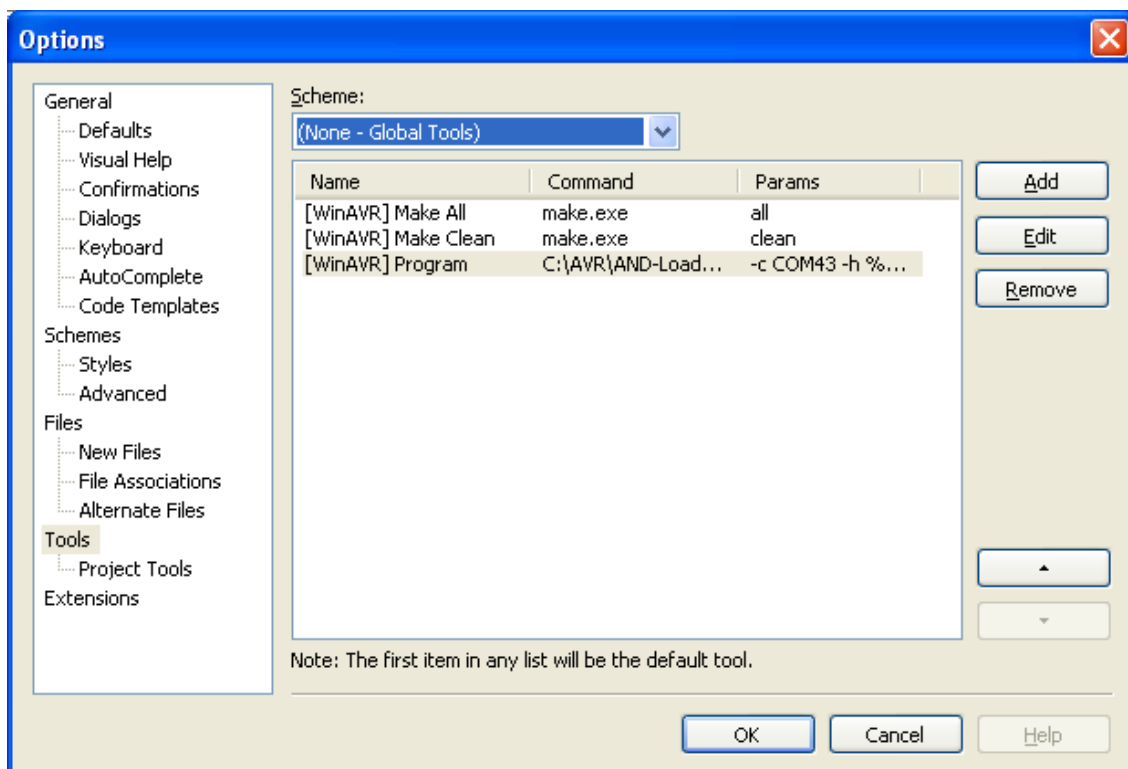 Options
General
Defaults
Visual Help
Confirmations
Dialogs
Keyboard
AutoComplete
Code Templates
Schemes
Styles
Advanced
Files
New Files
File Associations
Alternate Files
Tools
Project Tools
Extensions
Scheme:
(None - Global Tools)
Name Command Params
[WinAVR] Make All make.exe all
[WinAVR] Make Clean make.exe clean
[WinAVR] Program C:\AVR\AND-Load... -c COM43 -h %...
Add
Edit
Remove
Note: The first item in any list will be the default tool.
OK Cancel Help